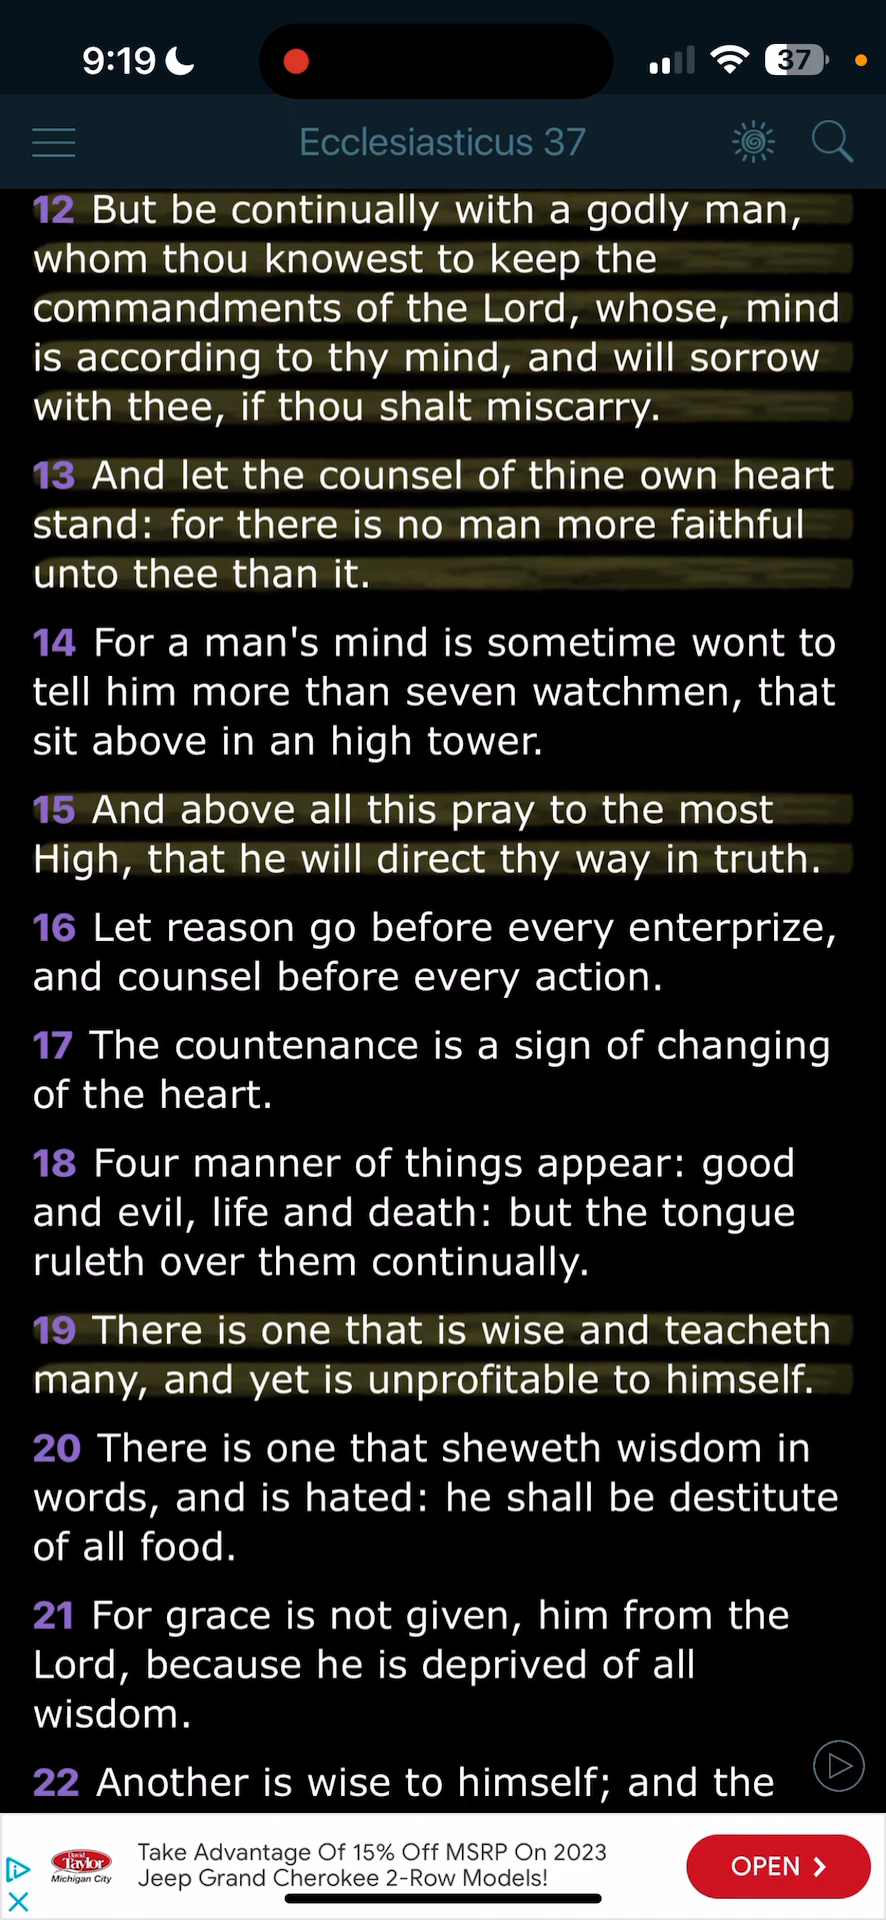 9:19
37
Ecclesiasticus 37
12 But be continually with a godly man,
whom thou knowest to keep the
commandments of the Lord, whose, mind
is according to thy mind, and will sorrow
with thee, if thou shalt miscarry.
13 And let the counsel of thine own heart
stand: for there is no man more faithful
unto thee than it.
14 For a man's mind is sometime wont to
tell him more than seven watchmen, that
sit above in an high tower.
15 And above all this pray to the most
High, that he will direct thy way in truth.
16 Let reason go before every enterprize,
and counsel before every action.
17 The countenance is a sign of changing
of the heart.
18 Four manner of things appear: good
and evil, life and death: but the tongue
ruleth over them continually.
19 There is one that is wise and teacheth
many, and yet is unprofitable to himself.
20 There is one that sheweth wisdom in
words, and is hated: he shall be destitute
of all food.
21 For grace is not given, him from the
Lord, because he is deprived of all
wisdom.
22 Another is wise to himself; and the
David
Taylor
Michigan City
Take Advantage Of 15% Off MSRP On 2023
Jeep Grand Cherokee 2-Row Models!
OPEN